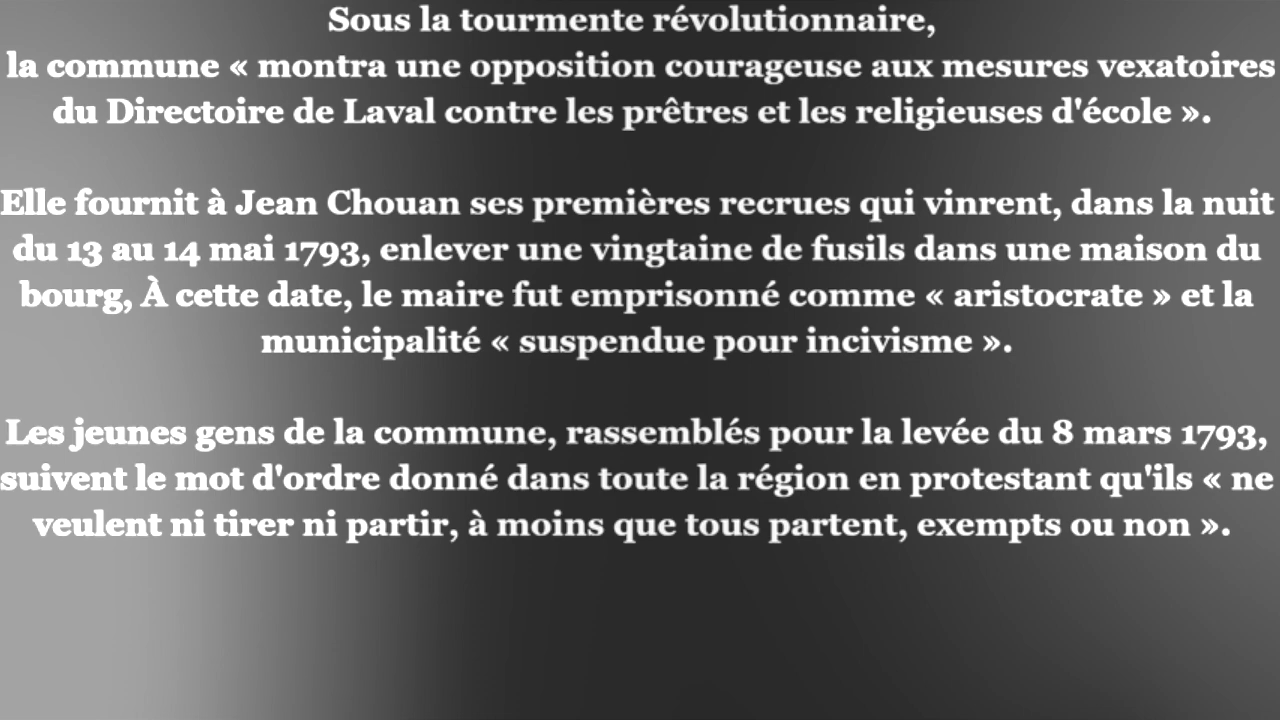 Sous la tourmente révolutionnaire,
la commune « montra une opposition courageuse aux mesures vexatoires
du Directoire de Laval contre les prêtres et les religieuses d'école ».
Elle fournit à Jean Chouan ses premières recrues qui vinrent, dans la nuit
du 13 au 14 mai 1793, enlever une vingtaine de fusils dans une maison du
bourg, À cette date, le maire fut emprisonné comme « aristocrate » et la
municipalité « suspendue pour incivisme ».
Les jeunes gens de la commune, rassemblés pour la levée du 8 mars 1793,
suivent le mot d'ordre donné dans toute la région en protestant qu'ils « ne
veulent ni tirer ni partir, à moins que tous partent, exempts ou non ».